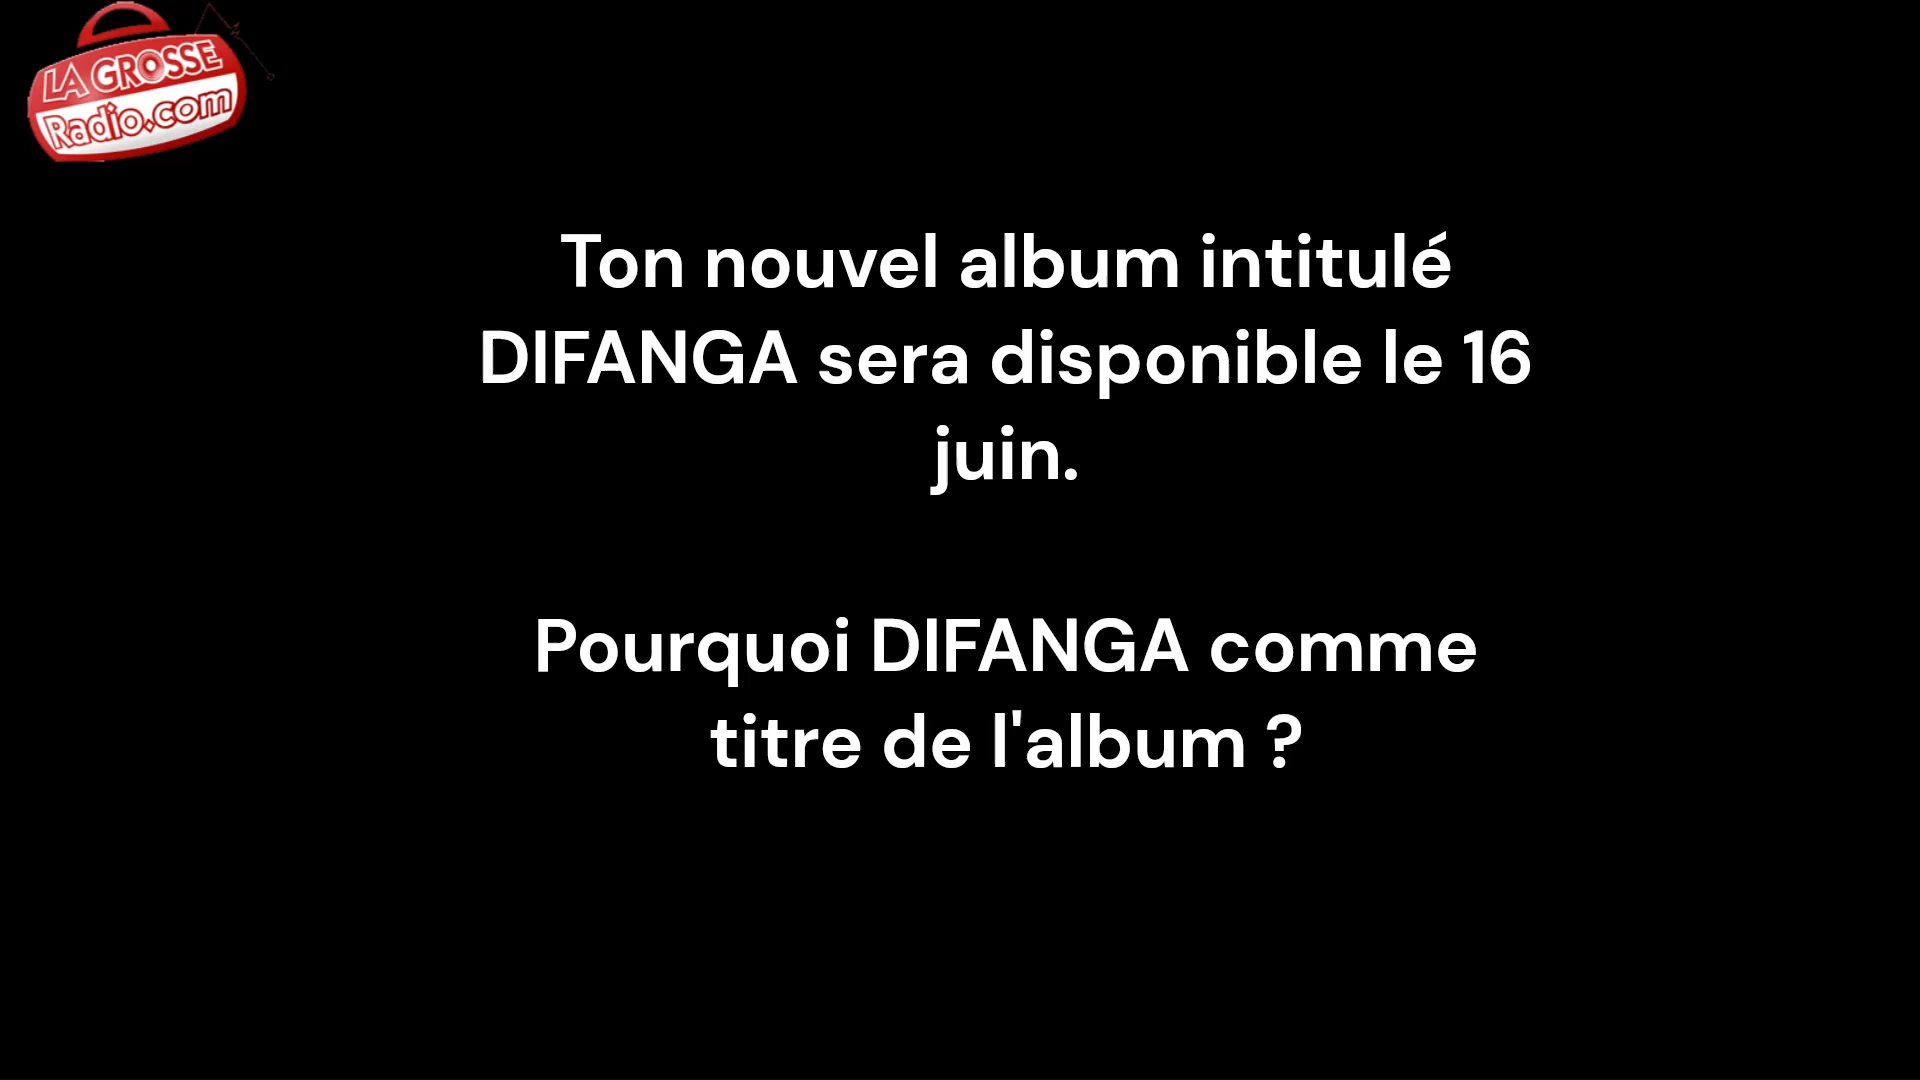 LA GROSSE
Radio.com
Ton nouvel album intitulé
DIFANGA sera disponible le 16
juin.
Pourquoi DIFANGA comme
titre de l'album ?